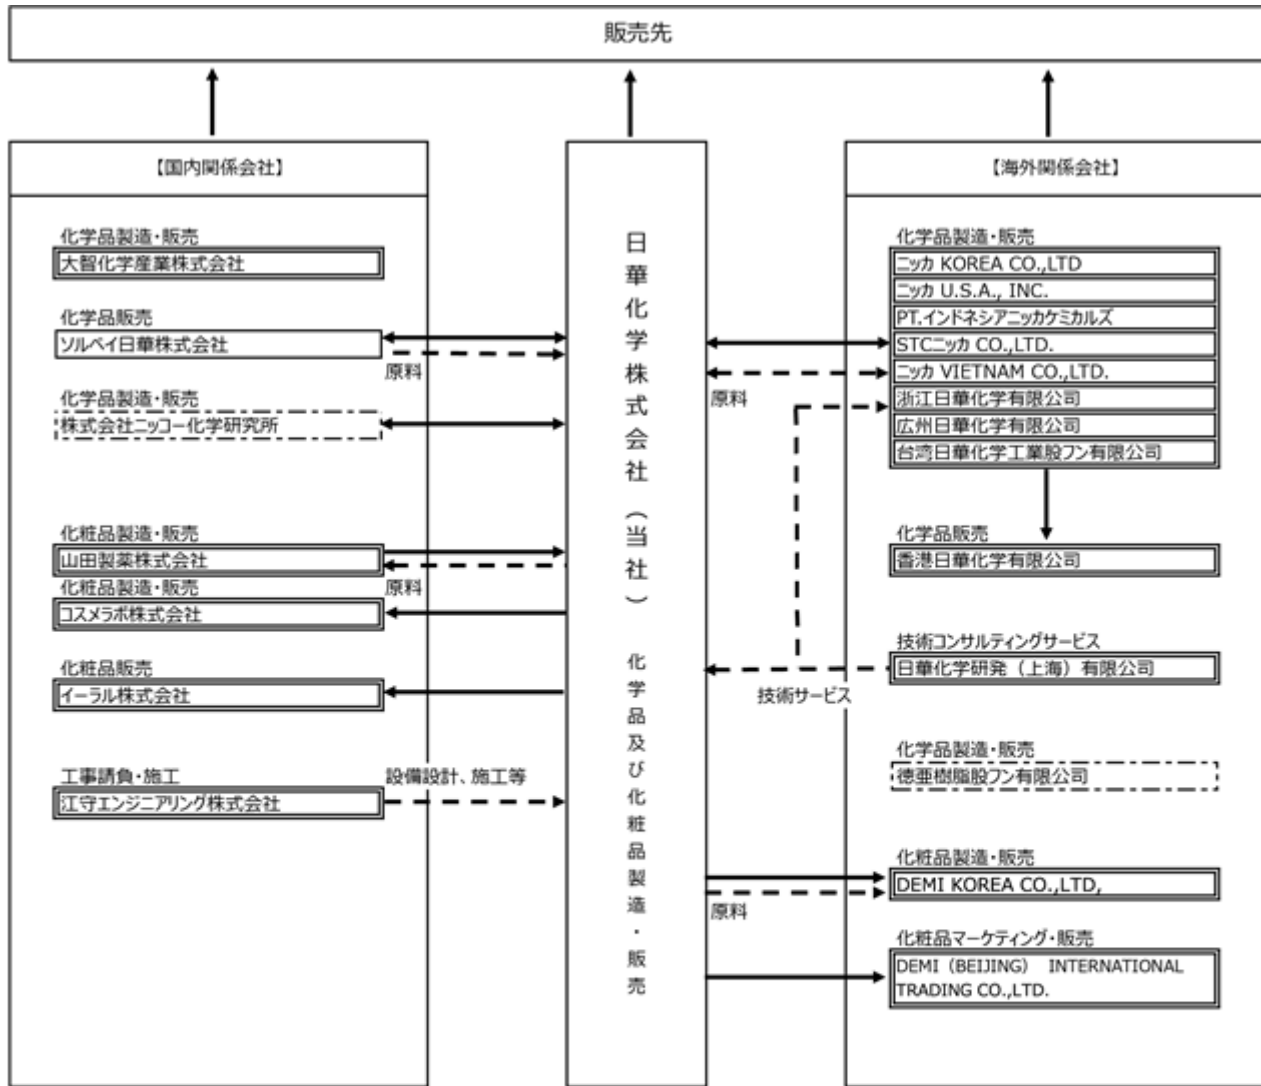 販売先
【国内関係会社】
化学品製造・販売
大智化学産業株式会社
化学品販売
ソルベイ日華株式会社
原料
化学品製造・販売
株式会社ニッコー化学研究所
化粧品製造・販売
山田製薬株式会社
原料
化粧品製造・販売
コスメラボ株式会社
化粧品販売
イーラル株式会社
工事請負・施工
設備設計、施工等
江守エンジニアリング株式会社
日華化学株式会社（当社） 化学品及び化粧品製造・販売
【海外関係会社】
化学品製造・販売
ニッカ KOREA CO.,LTD
ニッカ U.S.A., INC.
PT.インドネシアニッカケミカルズ
STCニッカ CO.,LTD.
ニッカ VIETNAM CO.,LTD.
原料
浙江日華化学有限公司
広州日華化学有限公司
台湾日華化学工業股フン有限公司
化学品販売
香港日華化学有限公司
技術コンサルティングサービス
日華化学研発（上海）有限公司
技術サービス
化学品製造・販売
徳亜樹脂股フン有限公司
化粧品製造・販売
DEMI KOREA CO.,LTD,
原料
化粧品マーケティング・販売
DEMI（BEIJING） INTERNATIONAL
TRADING CO.,LTD.